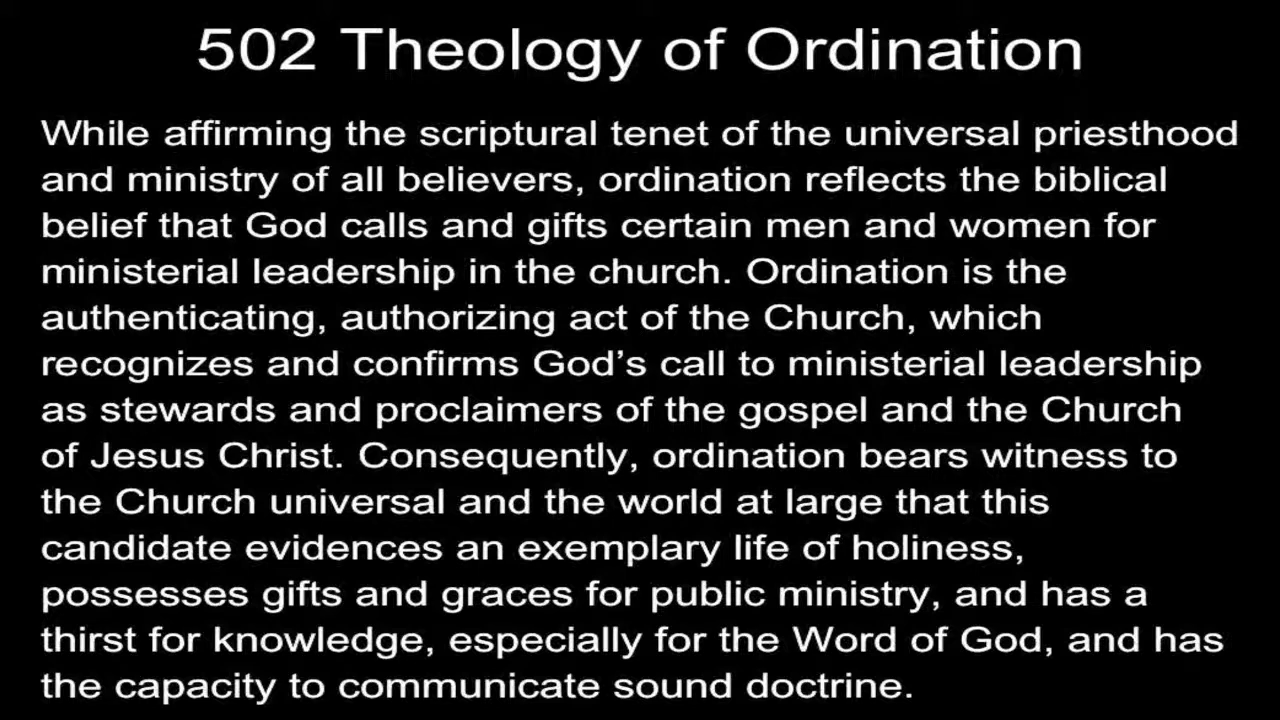 502 Theology of Ordination
While affirming the scriptural tenet of the universal priesthood
and ministry of all believers, ordination reflects the biblical
belief that God calls and gifts certain men and women for
ministerial leadership in the church. Ordination is the
authenticating, authorizing act of the Church, which
recognizes and confirms God’s call to ministerial leadership
as stewards and proclaimers of the gospel and the Church
of Jesus Christ. Consequently, ordination bears witness to
the Church universal and the world at large that this
candidate evidences an exemplary life of holiness,
possesses gifts and graces for public ministry, and has a
thirst for knowledge, especially for the Word of God, and has
the capacity to communicate sound doctrine.